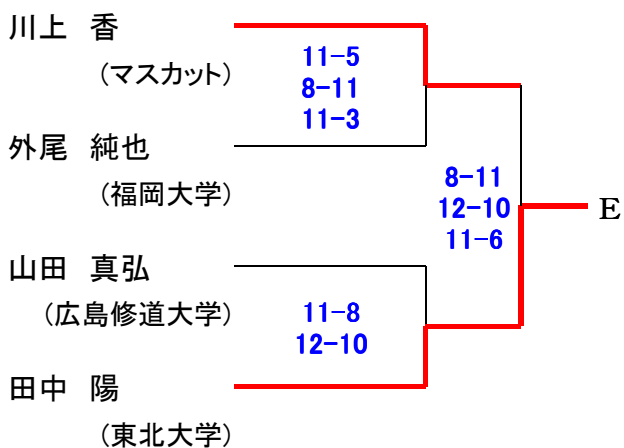 川上 香
(マスカット)
11-5
8-11
11-3
外尾 純也
(福岡大学)
8-11
12-10
11-6
E
山田 真弘
(広島修道大学)
11-8
12-10
田中 陽
(東北大学)